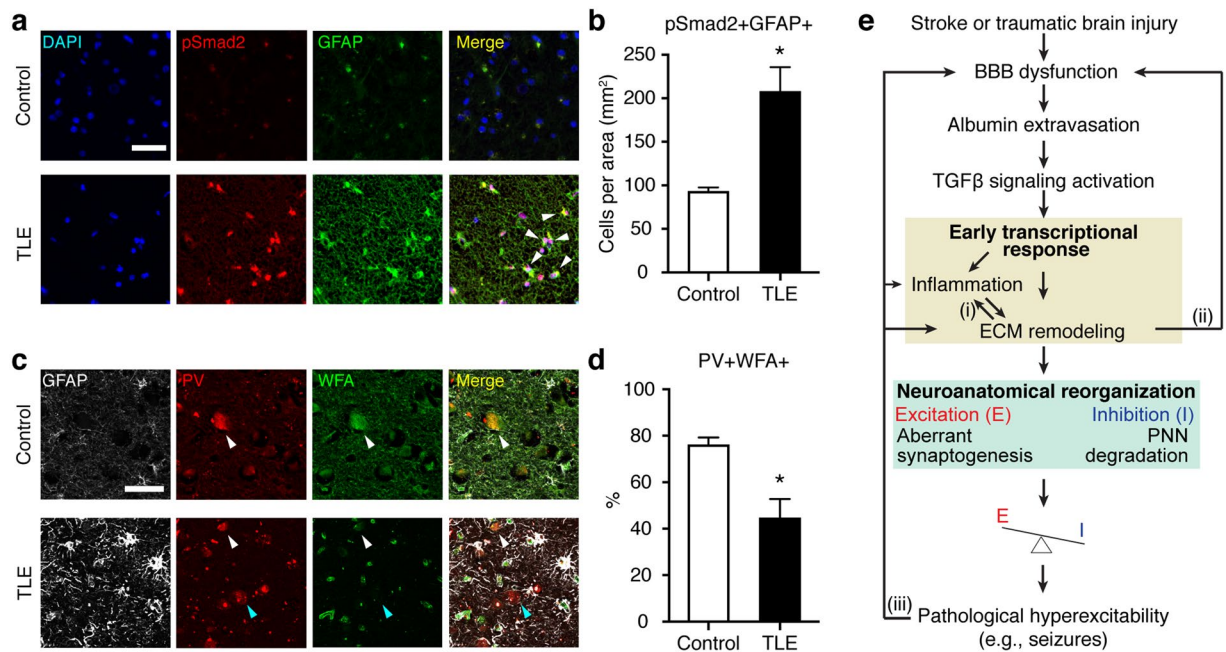 a
DAPI
pSmad2
GFAP
Merge
Control
TLE
b
pSmad2+GFAP+
Cells per area (mm²)
250
200
150
100
50
0
*
Control
TLE
c
GFAP
PV
WFA
Merge
Control
TLE
d
PV+WFA+
%
100
80
60
40
20
0
*
Control
TLE
e
Stroke or traumatic brain injury
BBB dysfunction
Albumin extravasation
TGFβ signaling activation
Early transcriptional
response
Inflammation
(i)
ECM remodeling
(ii)
Neuroanatomical reorganization
Excitation (E)
Inhibition (I)
Aberrant
synaptogenesis
PNN
degradation
E
I
(iii)
Pathological hyperexcitability
(e.g., seizures)